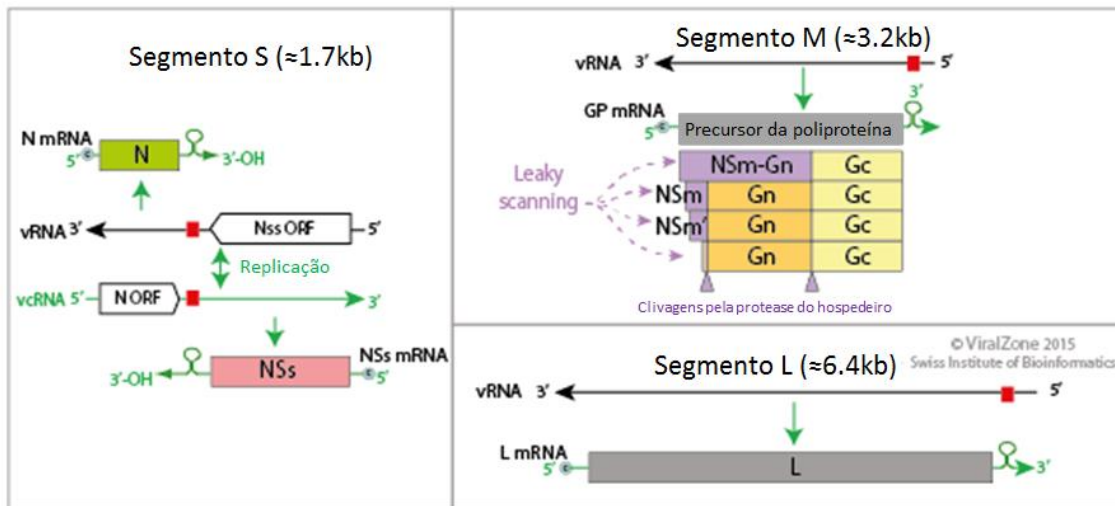 Segmento S (≈1.7kb)
N mRNA
5' c
N
3'-OH
vRNA 3'
Nss ORF
5'
Replicação
vcRNA 5'
N ORF
3'
NSs mRNA
3'-OH
NSs
c 5'
Segmento M (≈3.2kb)
vRNA 3'
5'
GP mRNA
5' c
Precursor da poliproteína
3'
Leaky
scanning
NSm-Gn Gc
NSm Gn Gc
NSm' Gn Gc
Gn Gc
Clivagens pela protease do hospedeiro
© ViralZone 2015
Swiss Institute of Bioinformatics
Segmento L (≈6.4kb)
vRNA 3'
5'
L mRNA
5' c
L
3'